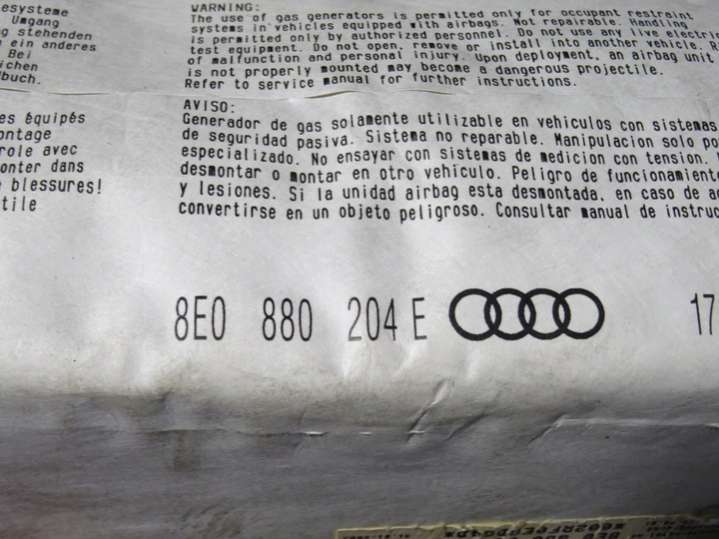 esysteme
Umgang
g stehenden
n ein anderes
Bei
ichen
dbuch.
es équipés
ontage
role avec
onter dans
e blessures!
tile
WARNING:
The use of gas generators is permitted only for occupant restraint
systems in vehicles equipped with airbags. Not repairable. Handling
is permitted only by authorized personnel. Do not use any live electric
test equipment. Do not open, remove or install into another vehicle. R
of malfunction and personal injury. Upon deployment, an airbag unit
is not properly mounted may become a dangerous projectile.
Refer to service manual for further instructions.
AVISO:
Generador de gas solamente utilizable en vehiculos con sistemas
de seguridad pasiva. Sistema no reparable. Manipulacion solo po
especializado. No ensayar con sistemas de medicion con tension.
desmontar o montar en otro vehiculo. Peligro de funcionamiento
y lesiones. Si la unidad airbag esta desmontada, en caso de ac
convertirse en un objeto peligroso. Consultar manual de instruc
8E0 880 204 E
17